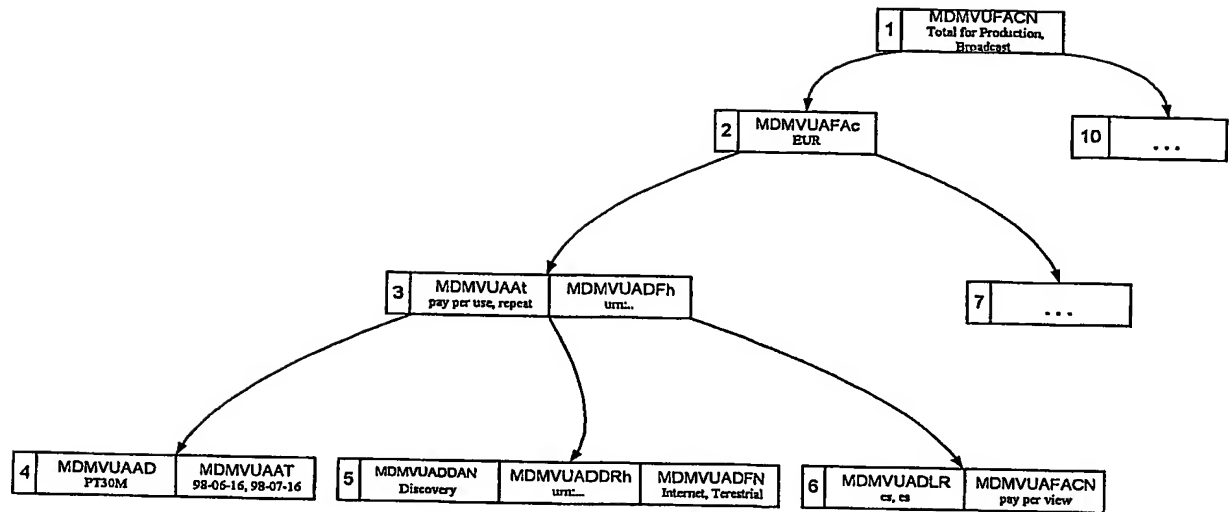 1
MDMVUFACN
Total for Production,
Broadcast
2
MDMVUAFAc
EUR
10
...
3
MDMVUAAt
pay per use, repeat
MDMVUADFh
urn:..
7
...
4
MDMVUAAD
PT30M
MDMVUAAT
98-06-16, 98-07-16
5
MDMVUADDAN
Discovery
MDMVUADDRh
urn:...
MDMVUADFN
Internet, Terestrial
6
MDMVUADLR
es, es
MDMVUAFACN
pay per view